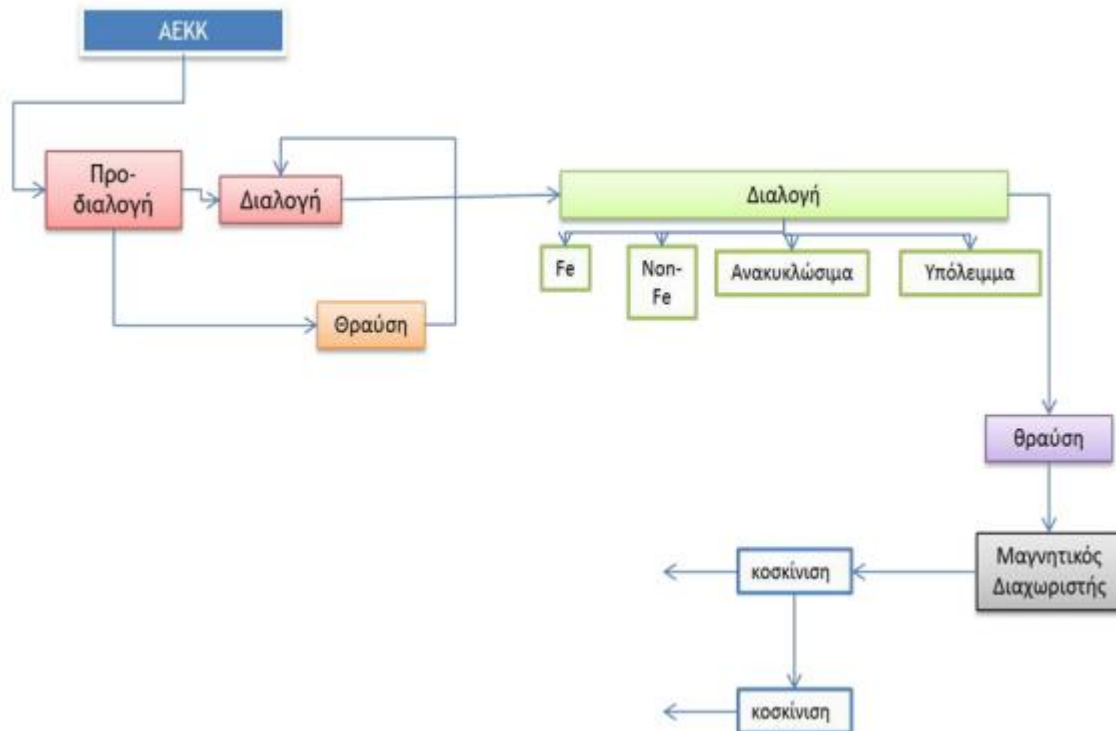 ΑΕΚΚ
Προ-
διαλογή
Διαλογή
Διαλογή
Fe
Non-
Fe
Ανακυκλώσιμα
Υπόλειμμα
Θραύση
θραύση
Μαγνητικός
Διαχωριστής
κοσκίνιση
κοσκίνιση